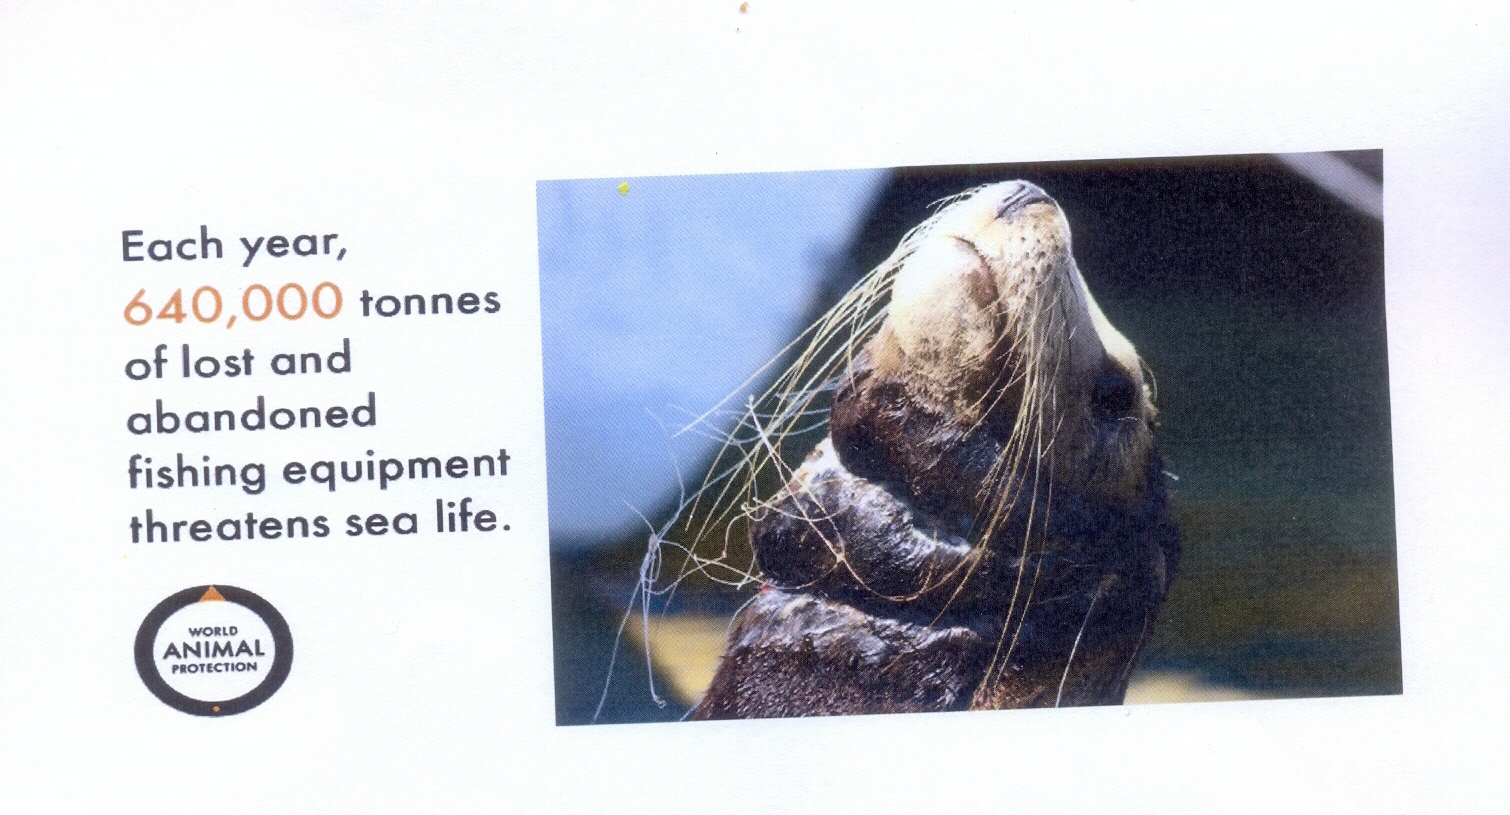 Each year,
640,000 tonnes
of lost and
abandoned
fishing equipment
threatens sea life.
WORLD
ANIMAL
PROTECTION